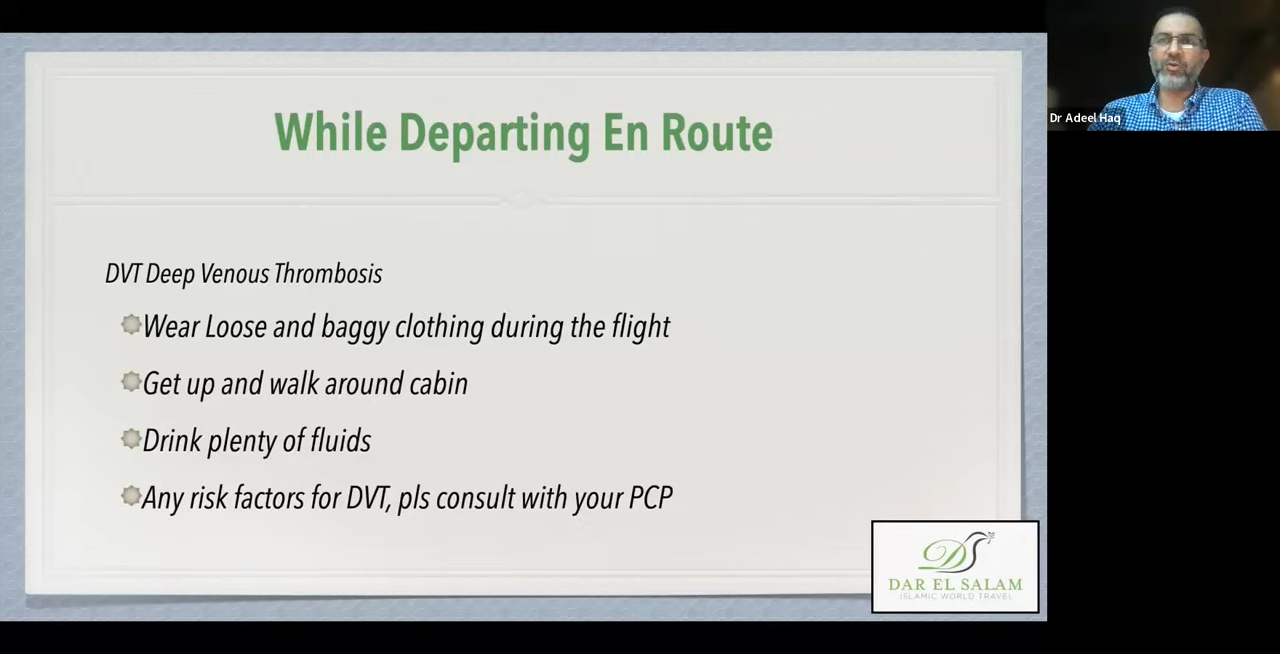 While Departing En Route
DVT Deep Venous Thrombosis
Wear Loose and baggy clothing during the flight
Get up and walk around cabin
Drink plenty of fluids
Any risk factors for DVT, pls consult with your PCP
DS
DAR EL SALAM
ISLAMIC WORLD TRAVEL
Dr Adeel Haq